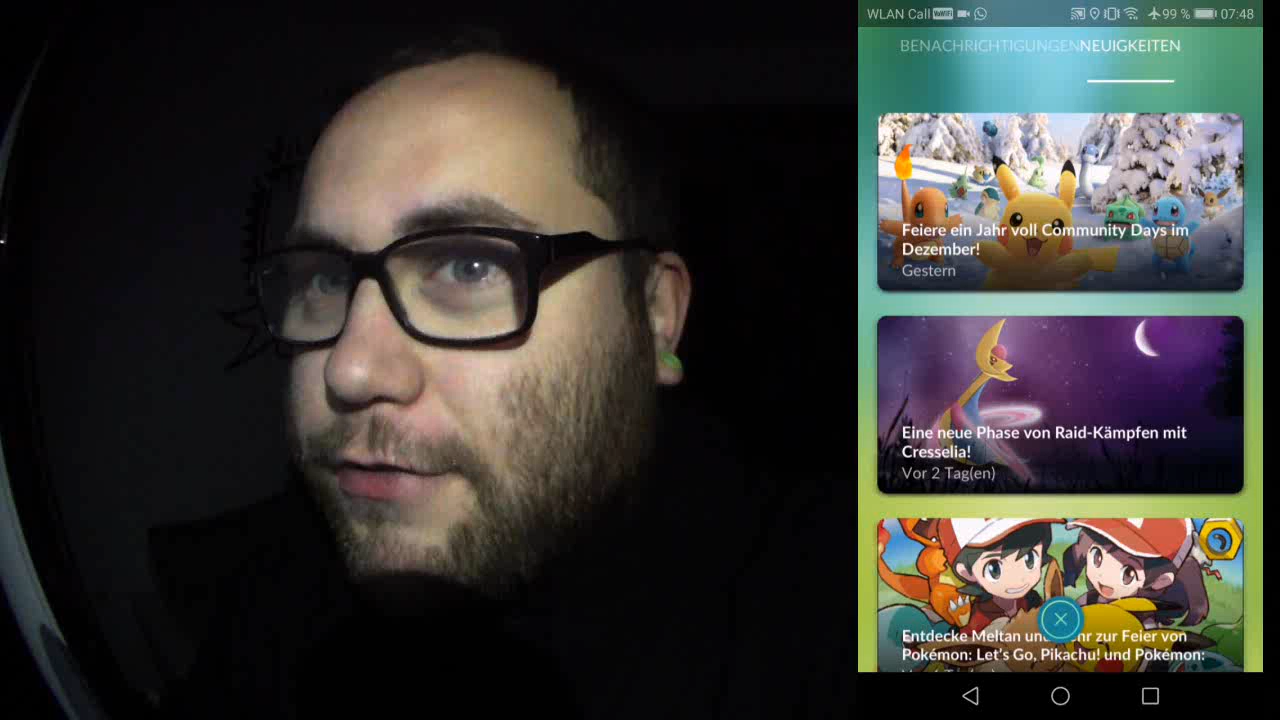 WLAN Call VoWiFi 99 % 07:48
BENACHRICHTIGUNGEN NEUIGKEITEN
Feiere ein Jahr voll Community Days im
Dezember!
Gestern
Eine neue Phase von Raid-Kämpfen mit
Cresselia!
Vor 2 Tag(en)
Entdecke Meltan und zur Feier von
Pokémon: Let's Go, Pikachu! und Pokémon: